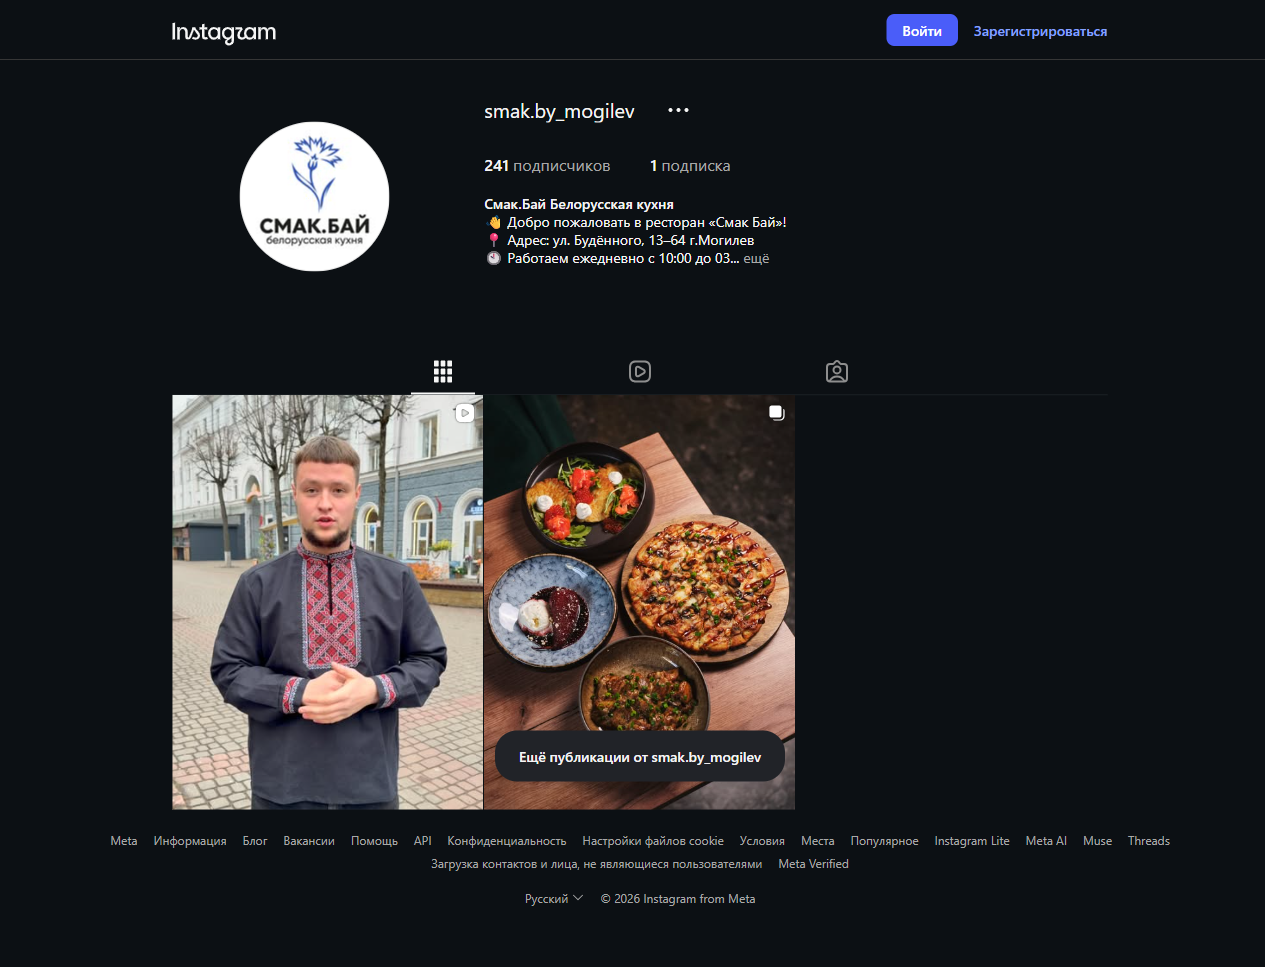 Instagram
Войти
Зарегистрироваться
smak.by_mogilev
241 подписчиков
1 подписка
СМАК.БАЙ
белорусская кухня
Смак.Бай Белорусская кухня
👋 Добро пожаловать в ресторан «Смак Бай»!
📍 Адрес: ул. Будённого, 13–64 г.Могилев
🕙 Работаем ежедневно с 10:00 до 03... ещё
Ещё публикации от smak.by_mogilev
Meta Информация Блог Вакансии Помощь API Конфиденциальность Настройки файлов cookie Условия Места Популярное Instagram Lite Meta AI Muse Threads
Загрузка контактов и лица, не являющиеся пользователями Meta Verified
Русский © 2026 Instagram from Meta